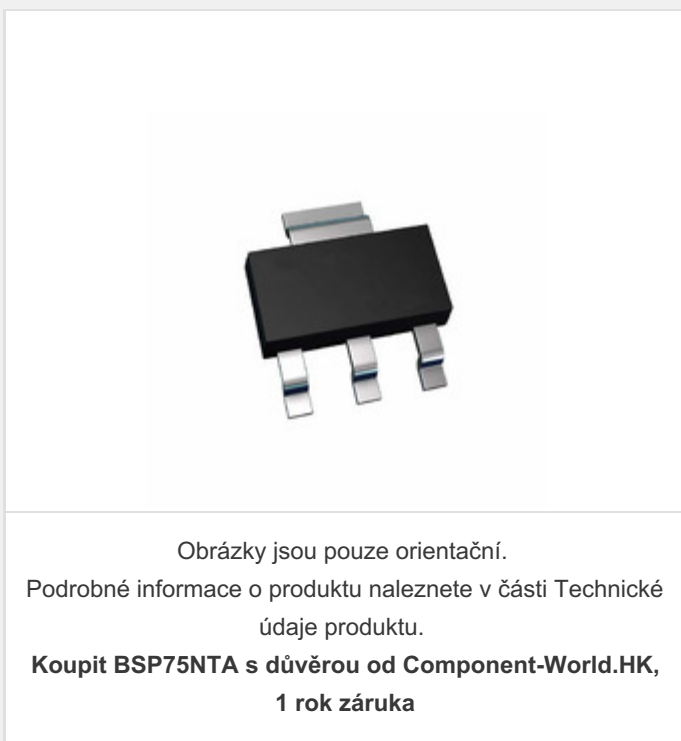 Obrázky jsou pouze orientační.
Podrobné informace o produktu naleznete v části Technické
údaje produktu.
Koupit BSP75NTA s důvěrou od Component-World.HK,
1 rok záruka